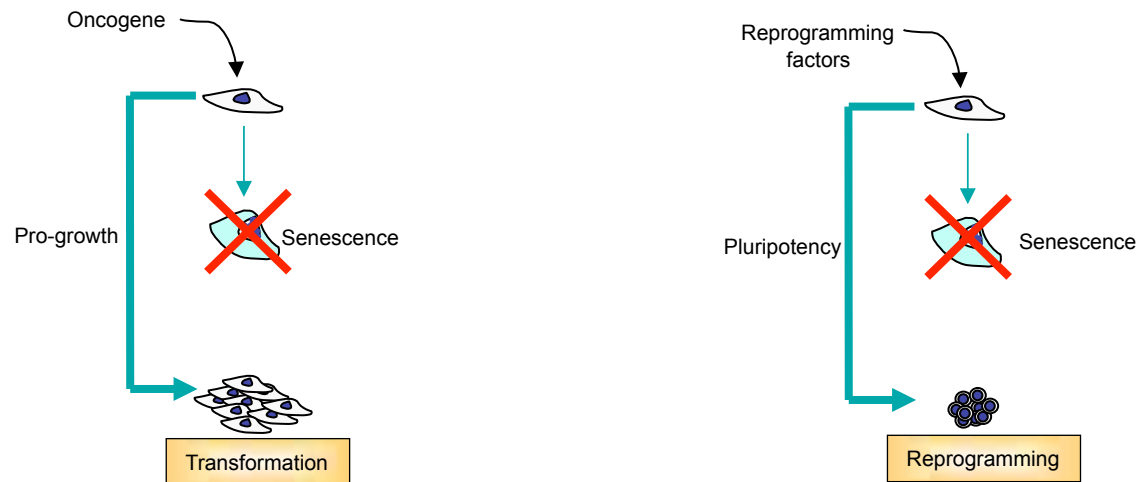 Oncogene
Pro-growth
Senescence
Transformation
Reprogramming
factors
Pluripotency
Senescence
Reprogramming